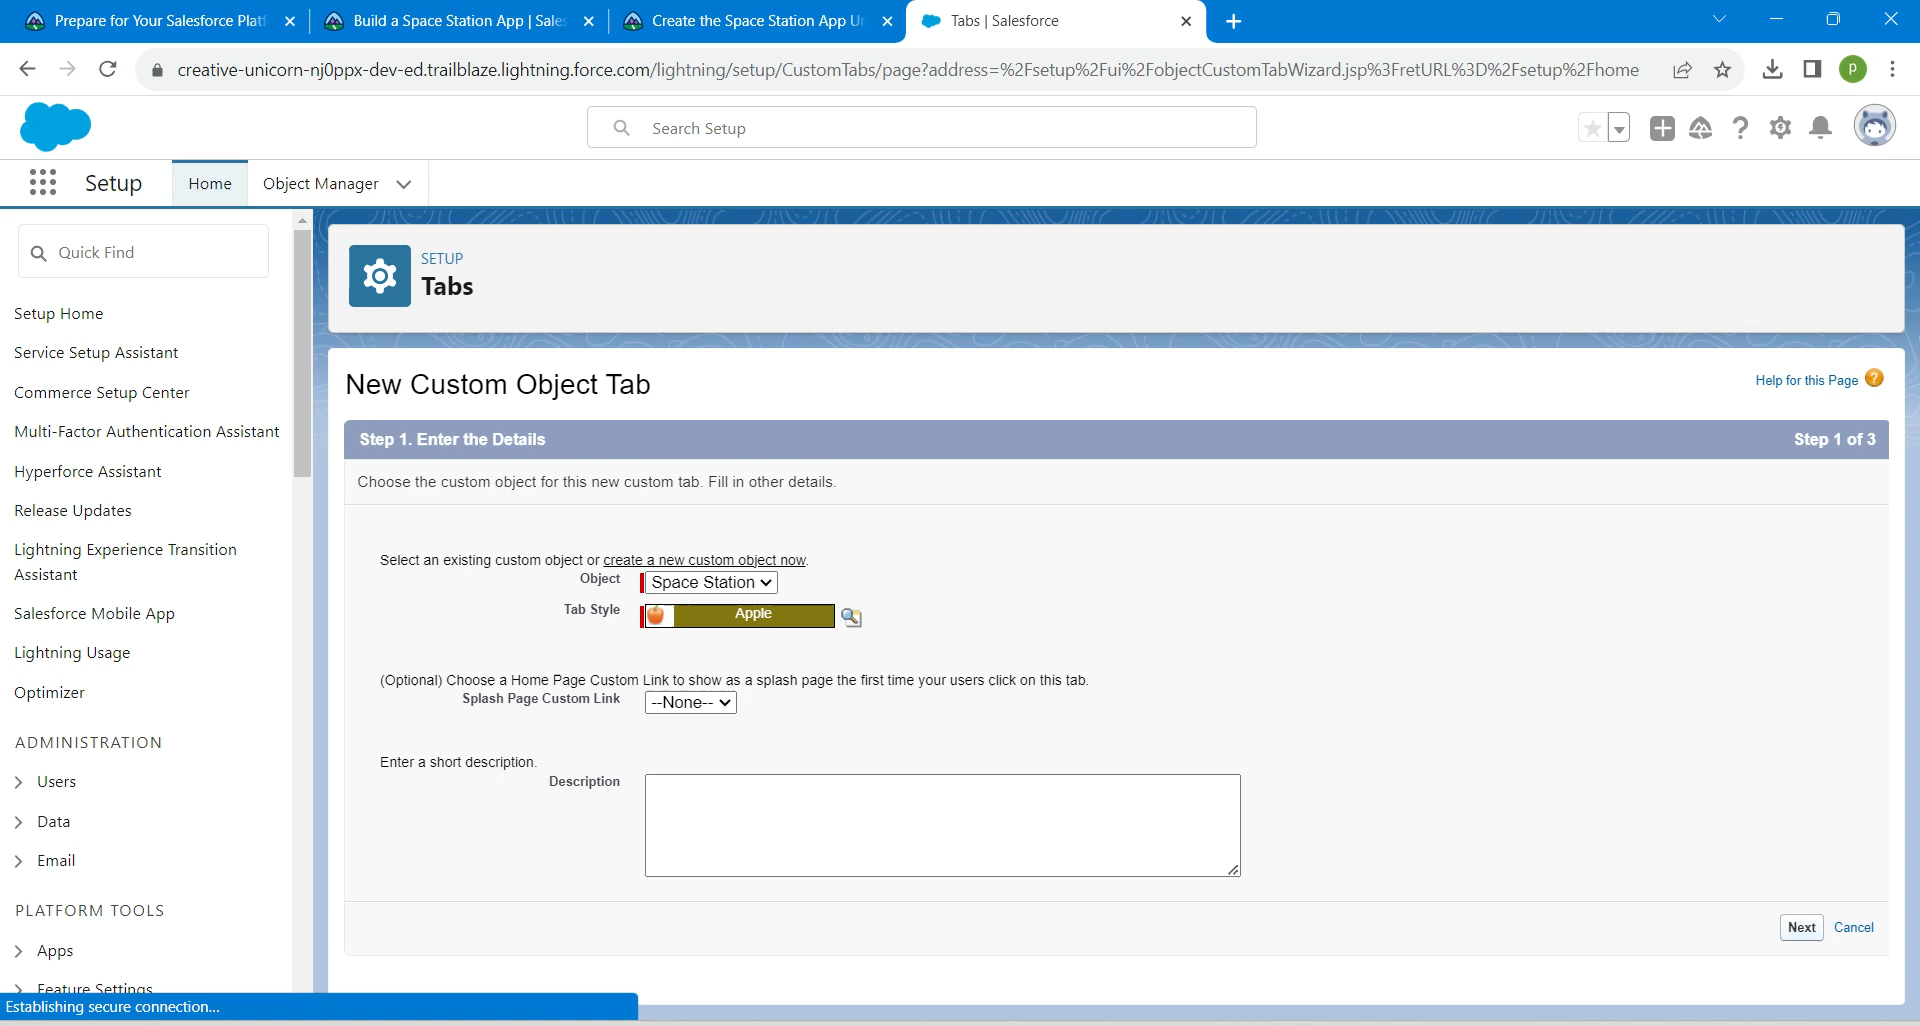 Prepare for Your Salesforce Platf
Build a Space Station App | Sales
Create the Space Station App Ur
Tabs | Salesforce
creative-unicorn-nj0ppx-dev-ed.trailblaze.lightning.force.com/lightning/setup/CustomTabs/page?address=%2Fsetup%2Fui%2FobjectCustomTabWizard.jsp%3FretURL%3D%2Fsetup%2Fhome
P
Search Setup
Setup
Home
Object Manager
Quick Find
Setup Home
Service Setup Assistant
Commerce Setup Center
Multi-Factor Authentication Assistant
Hyperforce Assistant
Release Updates
Lightning Experience Transition
Assistant
Salesforce Mobile App
Lightning Usage
Optimizer
ADMINISTRATION
Users
Data
Email
PLATFORM TOOLS
Apps
Feature Settings
Establishing secure connection...
SETUP
Tabs
New Custom Object Tab
Help for this Page ?
Step 1. Enter the Details
Step 1 of 3
Choose the custom object for this new custom tab. Fill in other details.
Select an existing custom object or create a new custom object now.
Object
Space Station
Tab Style
Apple
(Optional) Choose a Home Page Custom Link to show as a splash page the first time your users click on this tab.
Splash Page Custom Link
--None--
Enter a short description.
Description
Next
Cancel